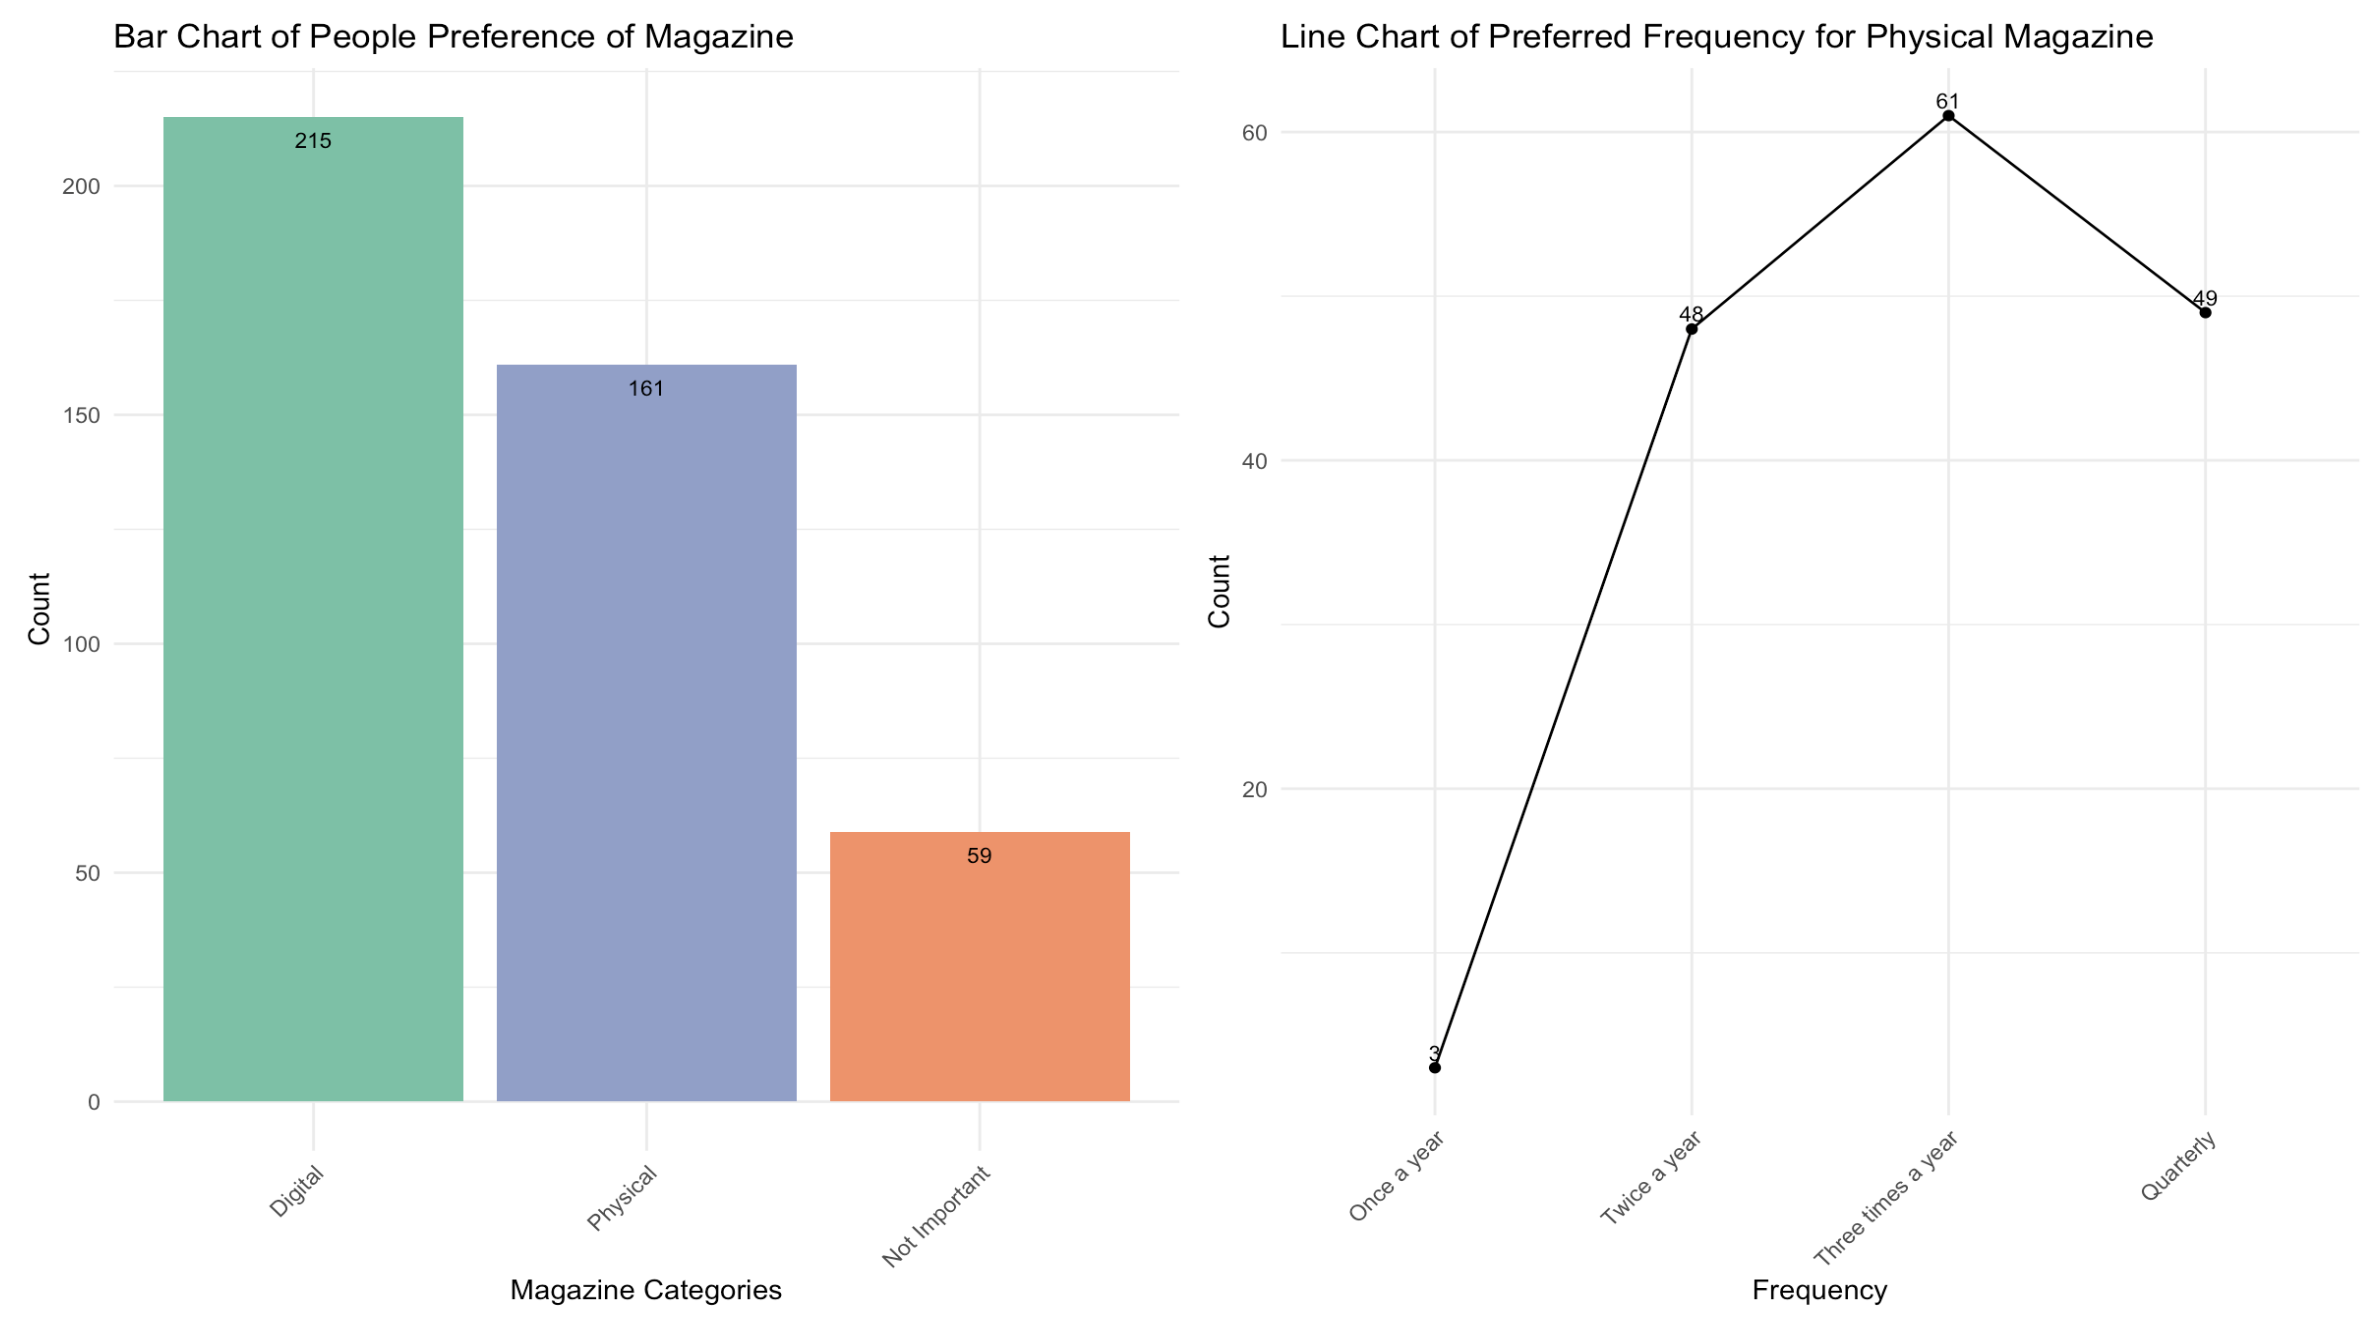 Bar Chart of People Preference of Magazine
215
200
161
150
Count
100
59
50
0
Digital
Physical
Not Important
Magazine Categories
Line Chart of Preferred Frequency for Physical Magazine
61
60
49
48
40
Count
20
3
Once a year
Twice a year
Three times a year
Quarterly
Frequency